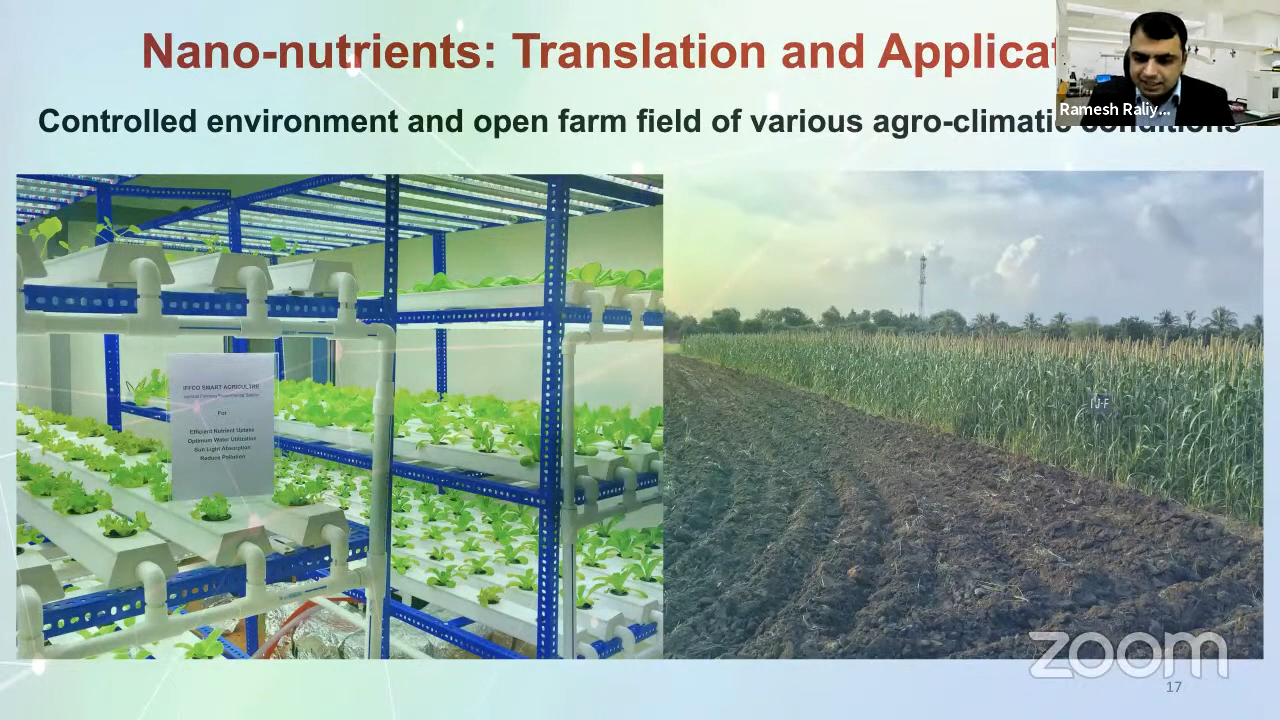 Nano-nutrients: Translation and Applicat
Ramesh Raliy...
Controlled environment and open farm field of various agro-climatic conditions
IFFCO SMART AGRICULTRE
For
Efficient Nutrient Uptake
Optimum Water Utilization
Sun Light Absorption
Reduce Pollution
zoom
17